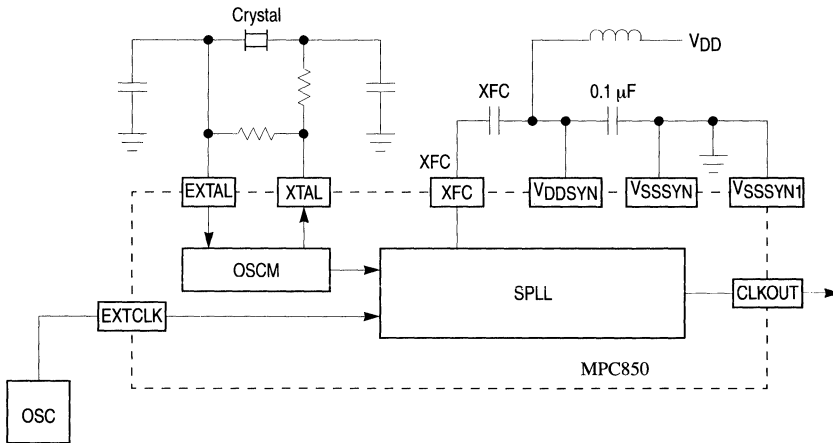 Crystal
VDD
XFC
0.1 µF
XFC
EXTAL
XTAL
XFC
VDDSYN
VSSSYN
VSSSYN1
OSCM
SPLL
CLKOUT
EXTCLK
MPC850
OSC